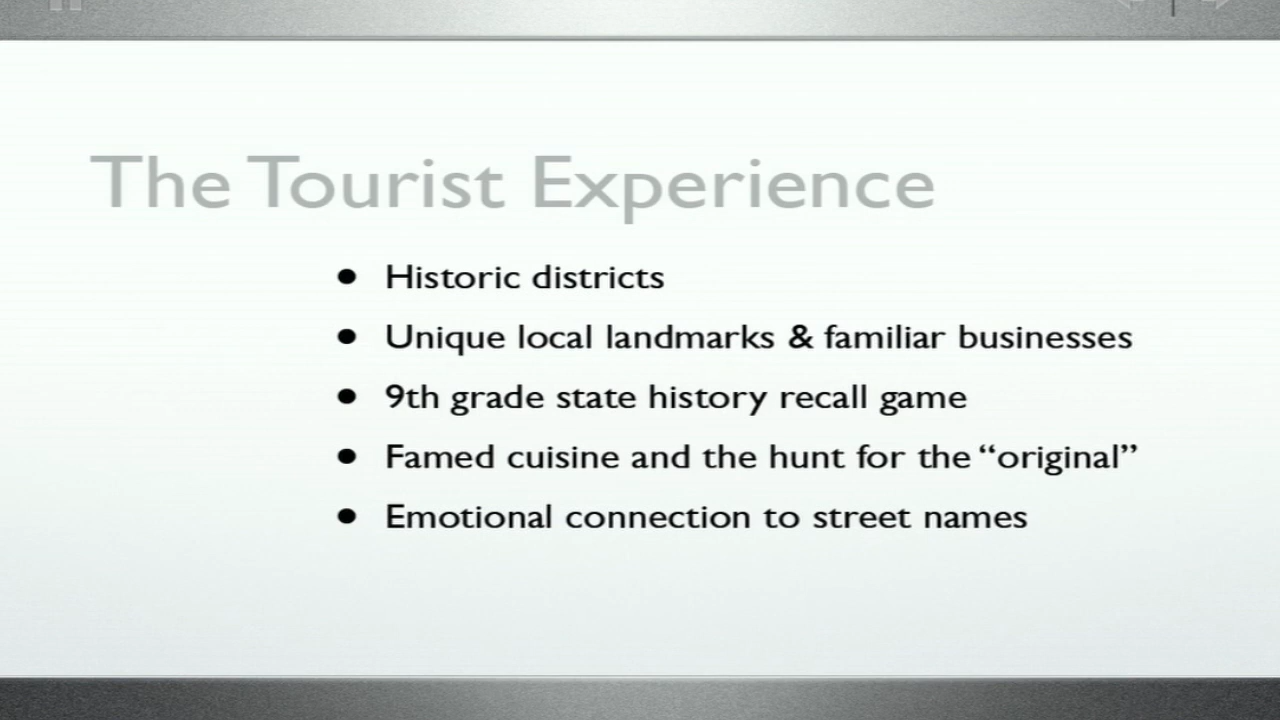 The Tourist Experience
• Historic districts
• Unique local landmarks & familiar businesses
• 9th grade state history recall game
• Famed cuisine and the hunt for the “original”
• Emotional connection to street names